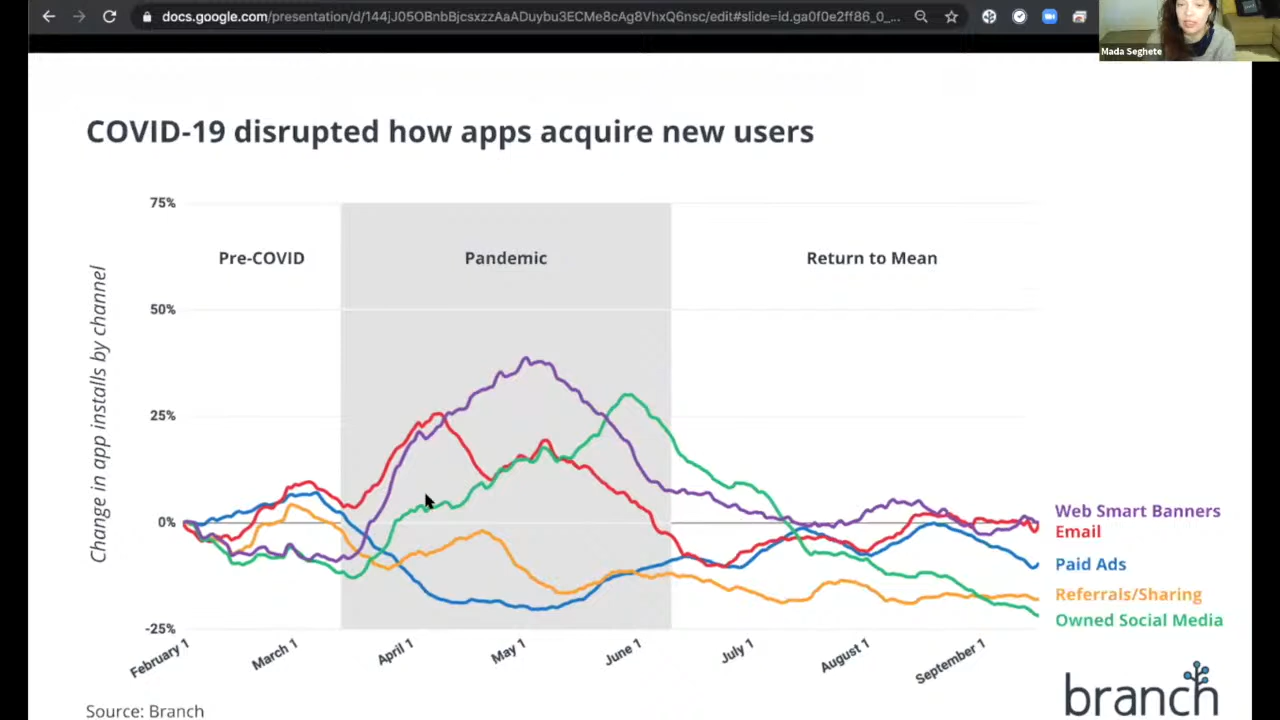 docs.google.com/presentation/d/144jJ05OBnbBjcsxzzAaADuybu3ECMe8cAg8VhxQ6nsc/edit#slide=id.ga0f0e2ff86_0_...
Mada Seghete
COVID-19 disrupted how apps acquire new users
Change in app installs by channel
75%
50%
25%
0%
-25%
Pre-COVID
Pandemic
Return to Mean
Web Smart Banners
Email
Paid Ads
Referrals/Sharing
Owned Social Media
February 1
March 1
April 1
May 1
June 1
July 1
August 1
September 1
Source: Branch
branch